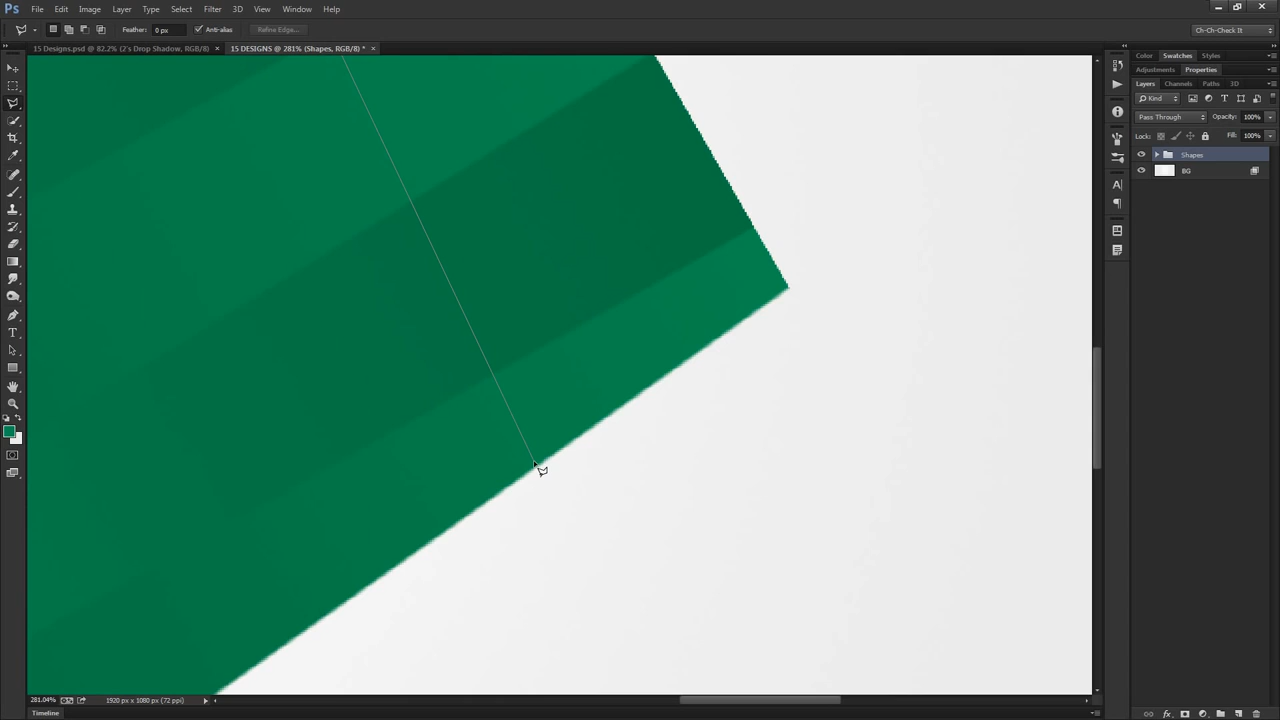 Ps File Edit Image Layer Type Select Filter 3D View Window Help
Feather: 0 px Anti-alias Refine Edge... Ch-Ch-Check It
15 Designs.psd @ 82.2% (2's Drop Shadow, RGB/8) × 15 DESIGNS @ 281% (Shapes, RGB/8) * ×
Color Swatches Styles
Adjustments Properties
Layers Channels Paths 3D
Kind
Pass Through Opacity: 100%
Lock: Fill: 100%
Shapes
BG
281.04% 1920 px x 1080 px (72 ppi)
Timeline